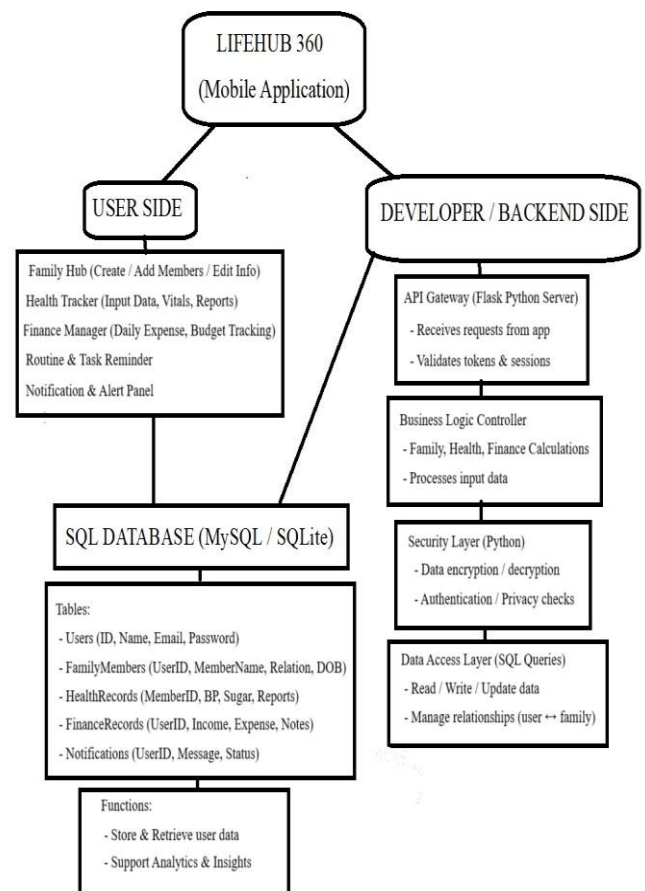 LIFEHUB 360
(Mobile Application)
USER SIDE
Family Hub (Create / Add Members / Edit Info)
Health Tracker (Input Data, Vitals, Reports)
Finance Manager (Daily Expense, Budget Tracking)
Routine & Task Reminder
Notification & Alert Panel
DEVELOPER / BACKEND SIDE
API Gateway (Flask Python Server)
- Receives requests from app
- Validates tokens & sessions
Business Logic Controller
- Family, Health, Finance Calculations
- Processes input data
Security Layer (Python)
- Data encryption / decryption
- Authentication / Privacy checks
Data Access Layer (SQL Queries)
- Read / Write / Update data
- Manage relationships (user ↔ family)
SQL DATABASE (MySQL / SQLite)
Tables:
- Users (ID, Name, Email, Password)
- FamilyMembers (UserID, MemberName, Relation, DOB)
- HealthRecords (MemberID, BP, Sugar, Reports)
- FinanceRecords (UserID, Income, Expense, Notes)
- Notifications (UserID, Message, Status)
Functions:
- Store & Retrieve user data
- Support Analytics & Insights